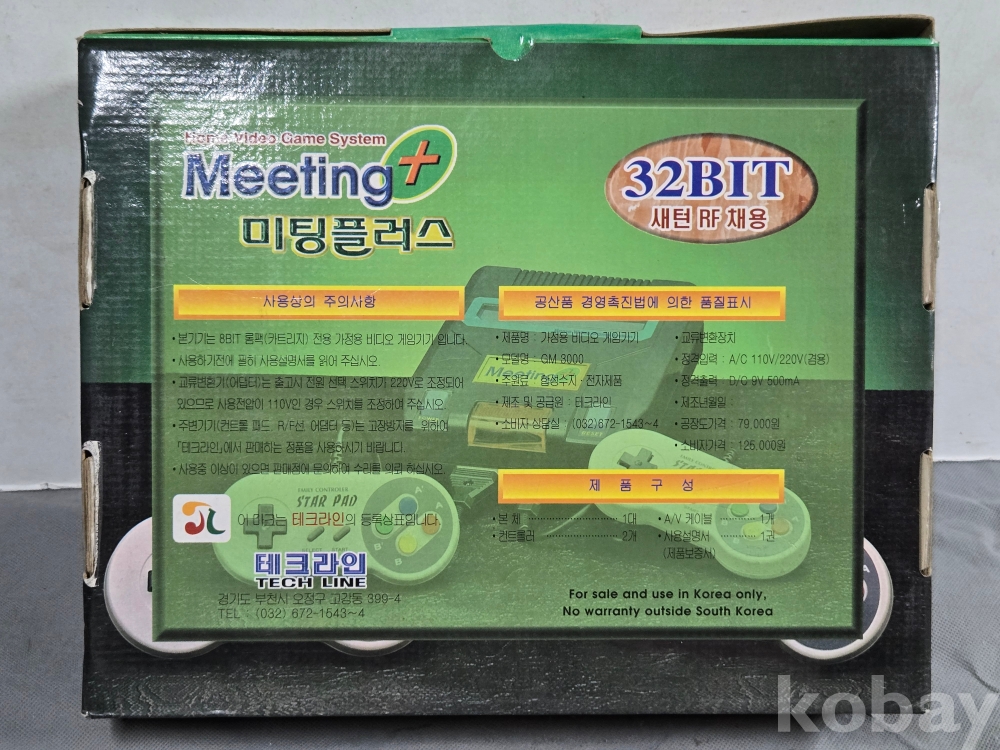 Home Video Game System
Meeting+
미팅플러스
32BIT
새턴 RF 채용
사용상의 주의사항
• 본기기는 8BIT 롬팩(카트리지) 전용 가정용 비디오 게임기기 입니다.
• 사용하기전에 필히 사용설명서를 읽어 주십시오.
• 교류변환기(어댑터)는 출고시 전원 선택 스위치가 220V로 조정되어
있으므로 사용전압이 110V인 경우 스위치를 조정하여 주십시오.
• 주변기기(컨트롤 패드, R/F선, 어댑터 등)는 고장방지를 위하여
「테크라인」에서 판매하는 정품을 사용하시기 바랍니다.
• 사용중 이상이 있으면 판매점에 문의하여 수리를 의뢰 하십시오.
이 마크는 테크라인의 등록상표입니다.
테크라인
TECH LINE
경기도 부천시 오정구 고강동 399-4
TEL : (032) 672-1543~4
공산품 경영촉진법에 의한 품질표시
• 제품명 : 가정용 비디오 게임기기
• 모델명 : GM 3000
• 주원료 : 합성수지·전자제품
• 제조 및 공급원 : 테크라인
• 소비자 상담실 : (032)672-1543~4
• 교류변환장치
• 정격입력 : A/C 110V/220V(겸용)
• 정격출력 : D/C 9V 500mA
• 제조년월일 :
• 공장도가격 : 79,000원
• 소비자가격 : 125,000원
제 품 구 성
• 본 체 ········ 1대
• 컨트롤러 ········ 2개
• A/V 케이블 ····· 1개
• 사용설명서 ····· 1권
(제품보증서)
For sale and use in Korea only,
No warranty outside South Korea
Meeting
RESET
STAR PAD
SELECT START
B
A
STAR PAD
kobay